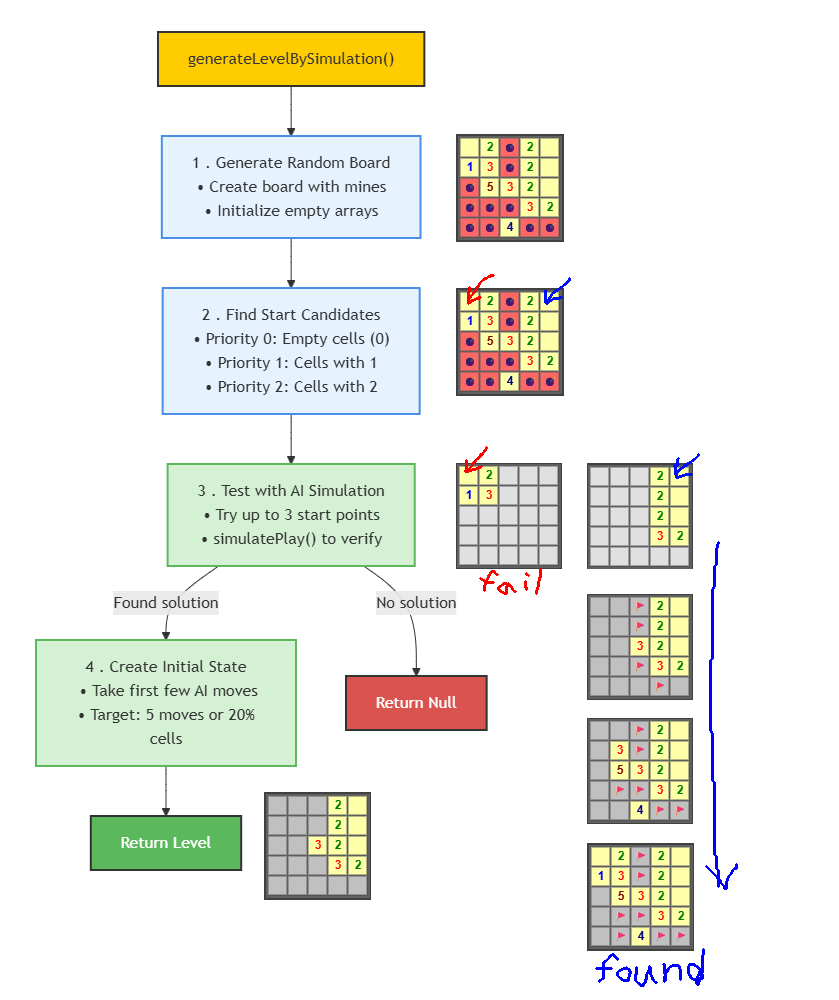 generateLevelBySimulation()
1 . Generate Random Board
• Create board with mines
• Initialize empty arrays
2 2
1 3 2
5 3 2
3 2
4
2 . Find Start Candidates
• Priority 0: Empty cells (0)
• Priority 1: Cells with 1
• Priority 2: Cells with 2
2 2
1 3 2
5 3 2
3 2
4
3 . Test with AI Simulation
• Try up to 3 start points
• simulatePlay() to verify
2
1 3
fail
2
2
2
3 2
Found solution
No solution
2
2
3 2
3 2
4 . Create Initial State
• Take first few AI moves
• Target: 5 moves or 20%
cells
Return Null
2
3 2
5 3 2
3 2
4
Return Level
2
2
3 2
3 2
2 2
1 3 2
5 3 2
3 2
4
found